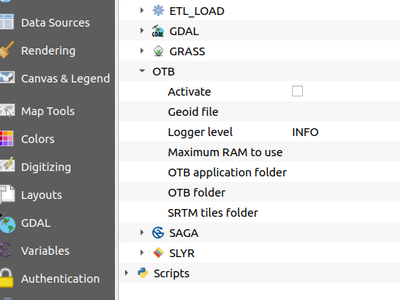 Data Sources
Rendering
Canvas & Legend
Map Tools
Colors
Digitizing
Layouts
GDAL
Variables
Authentication
ETL_LOAD
GDAL
GRASS
OTB
Activate
Geoid file
Logger level INFO
Maximum RAM to use
OTB application folder
OTB folder
SRTM tiles folder
SAGA
SLYR
Scripts